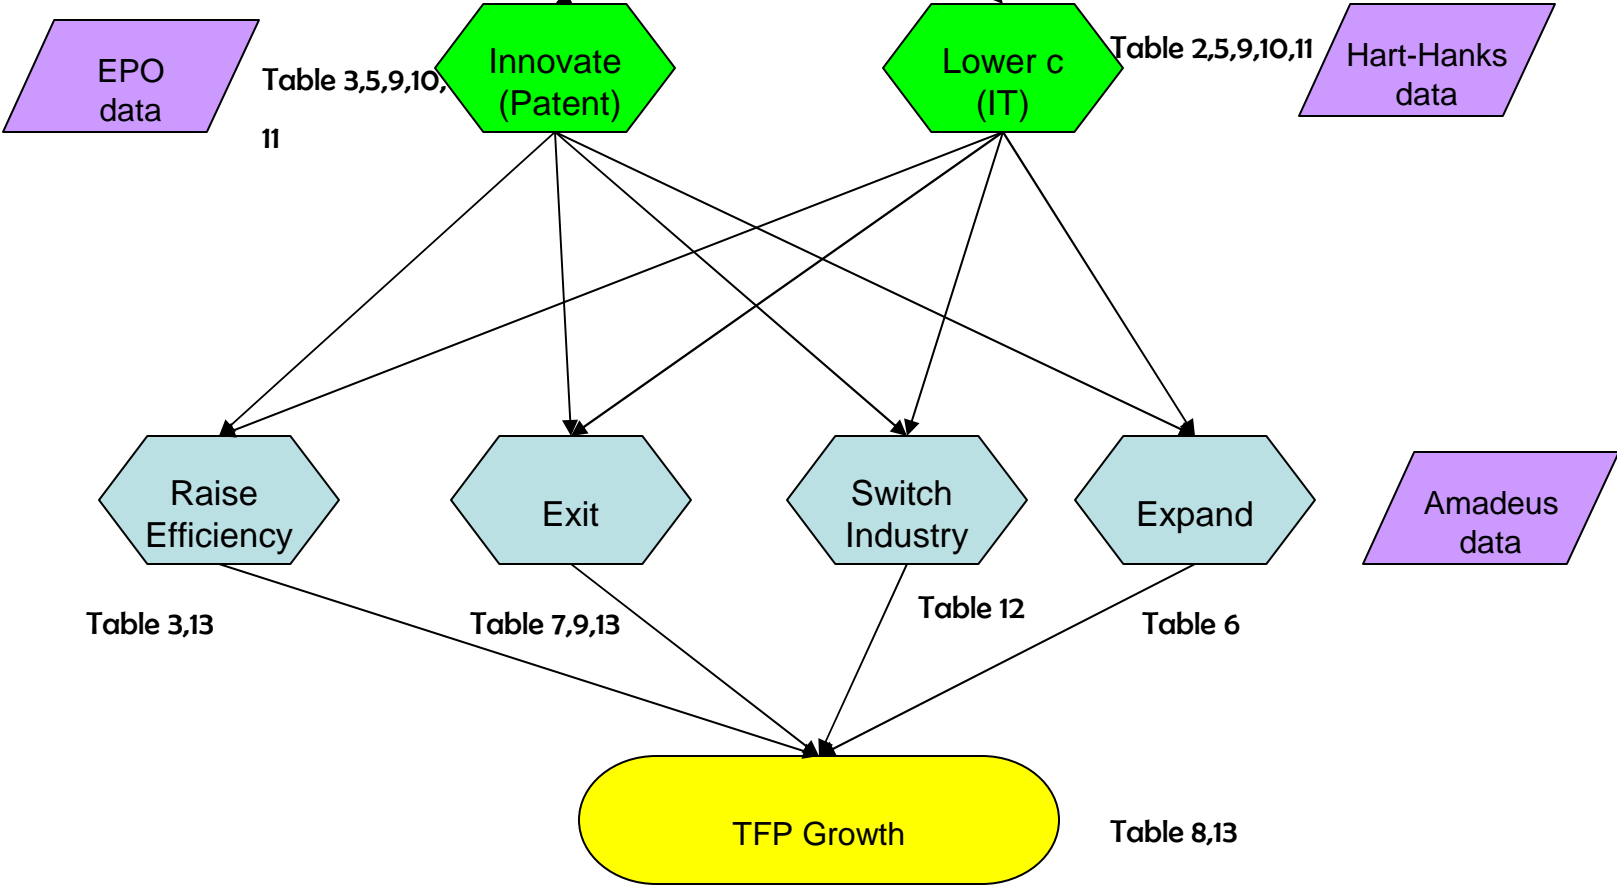 EPO
data
Table 3,5,9,10,
11
Innovate
(Patent)
Lower c
(IT)
Table 2,5,9,10,11
Hart-Hanks
data
Raise
Efficiency
Exit
Switch
Industry
Expand
Amadeus
data
Table 3,13
Table 7,9,13
Table 12
Table 6
TFP Growth
Table 8,13